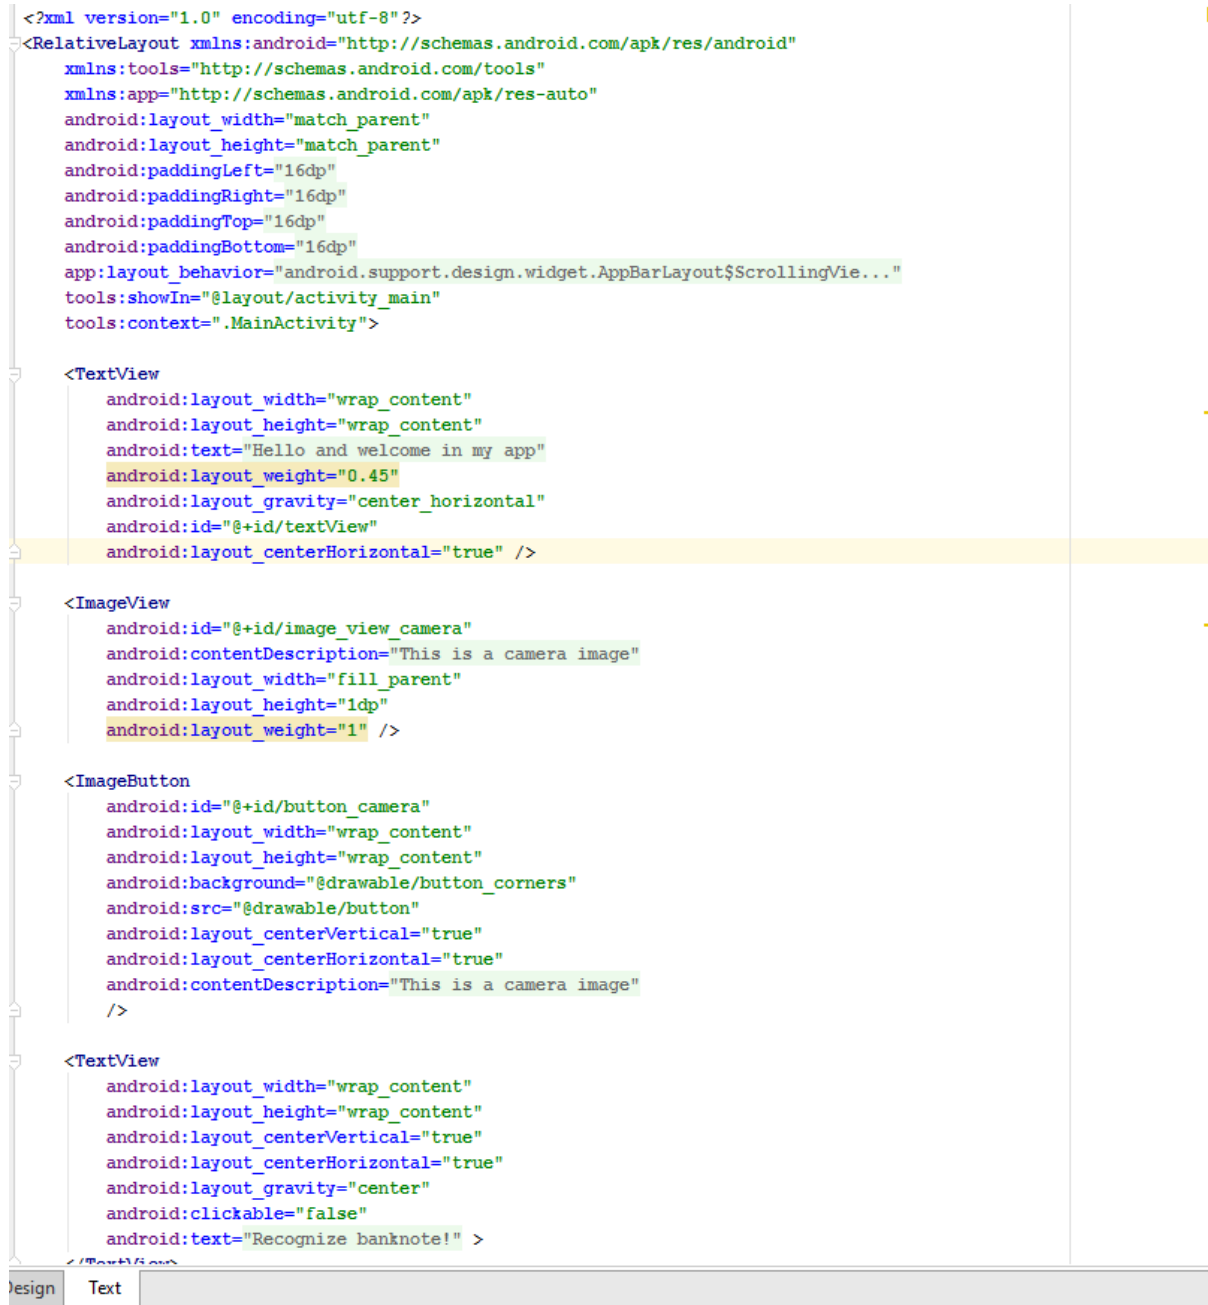 <?xml version="1.0" encoding="utf-8"?>
<RelativeLayout xmlns:android="http://schemas.android.com/apk/res/android"
    xmlns:tools="http://schemas.android.com/tools"
    xmlns:app="http://schemas.android.com/apk/res-auto"
    android:layout_width="match_parent"
    android:layout_height="match_parent"
    android:paddingLeft="16dp"
    android:paddingRight="16dp"
    android:paddingTop="16dp"
    android:paddingBottom="16dp"
    app:layout_behavior="android.support.design.widget.AppBarLayout$ScrollingVie..."
    tools:showIn="@layout/activity_main"
    tools:context=".MainActivity">

    <TextView
        android:layout_width="wrap_content"
        android:layout_height="wrap_content"
        android:text="Hello and welcome in my app"
        android:layout_weight="0.45"
        android:layout_gravity="center_horizontal"
        android:id="@+id/textView"
        android:layout_centerHorizontal="true" />

    <ImageView
        android:id="@+id/image_view_camera"
        android:contentDescription="This is a camera image"
        android:layout_width="fill_parent"
        android:layout_height="1dp"
        android:layout_weight="1" />

    <ImageButton
        android:id="@+id/button_camera"
        android:layout_width="wrap_content"
        android:layout_height="wrap_content"
        android:background="@drawable/button_corners"
        android:src="@drawable/button"
        android:layout_centerVertical="true"
        android:layout_centerHorizontal="true"
        android:contentDescription="This is a camera image"
        />

    <TextView
        android:layout_width="wrap_content"
        android:layout_height="wrap_content"
        android:layout_centerVertical="true"
        android:layout_centerHorizontal="true"
        android:layout_gravity="center"
        android:clickable="false"
        android:text="Recognize banknote!" >
    </TextView>
Design Text